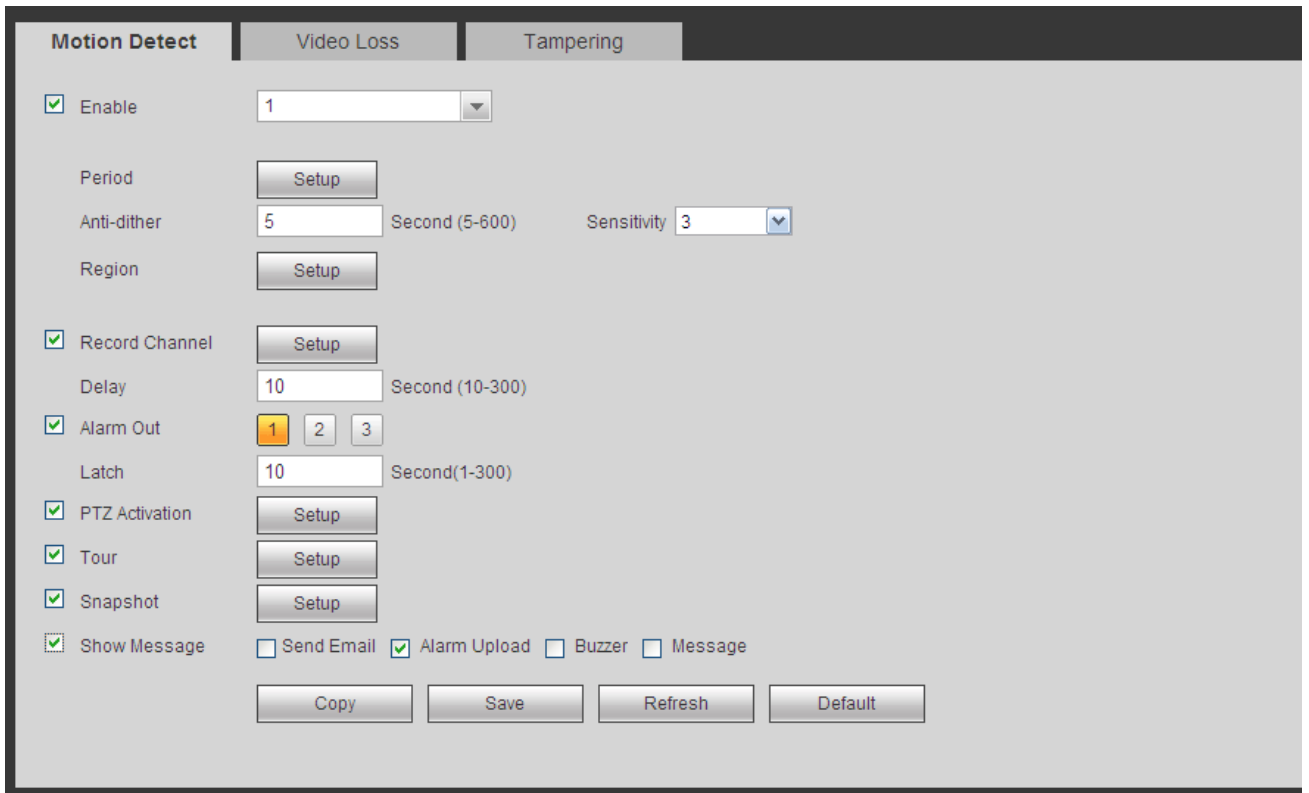 Motion Detect Video Loss Tampering
Enable 1
Period Setup
Anti-dither 5 Second (5-600) Sensitivity 3
Region Setup
Record Channel Setup
Delay 10 Second (10-300)
Alarm Out 1 2 3
Latch 10 Second(1-300)
PTZ Activation Setup
Tour Setup
Snapshot Setup
Show Message Send Email Alarm Upload Buzzer Message
Copy Save Refresh Default